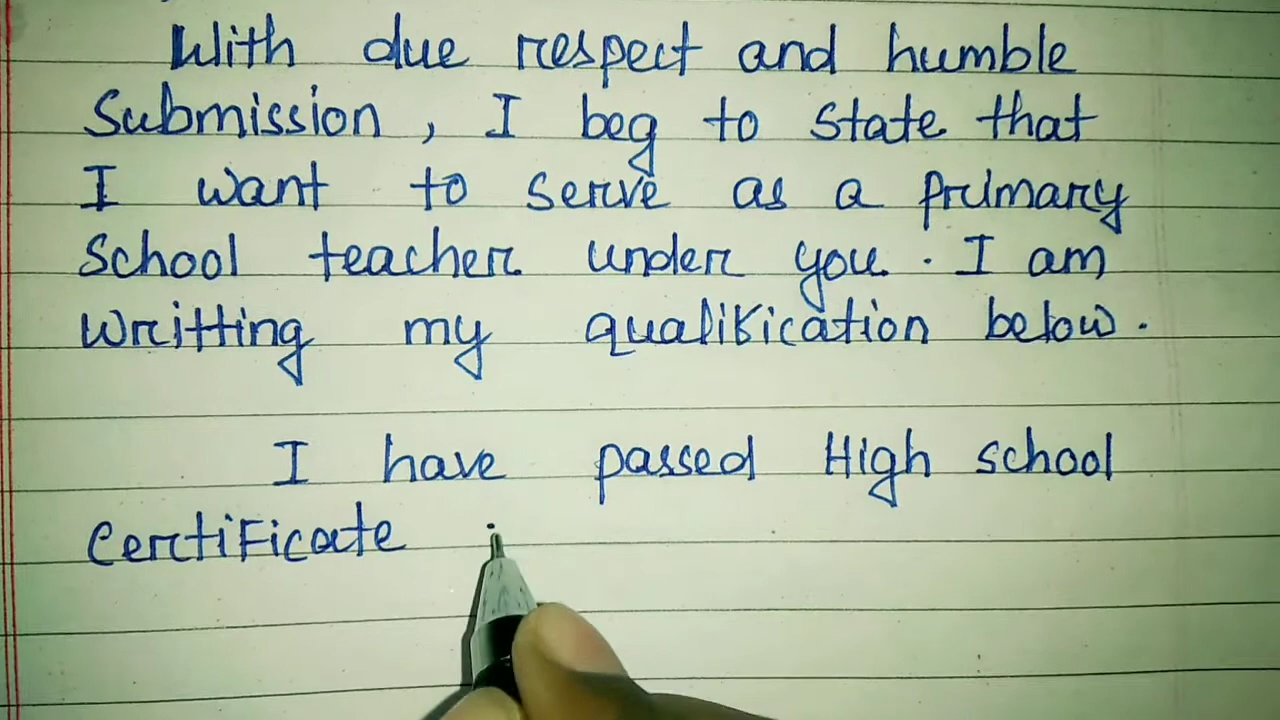 With due respect and humble
Submission, I beg to state that
I want to serve as a primary
School teacher under you. I am
writting my qualification below.
I have passed High school
certificate